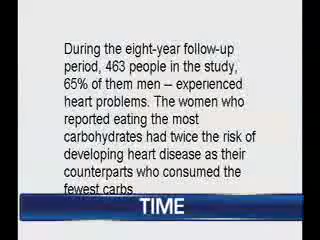 During the eight-year follow-up
period, 463 people in the study,
65% of them men -- experienced
heart problems. The women who
reported eating the most
carbohydrates had twice the risk of
developing heart disease as their
counterparts who consumed the
fewest carbs
TIME